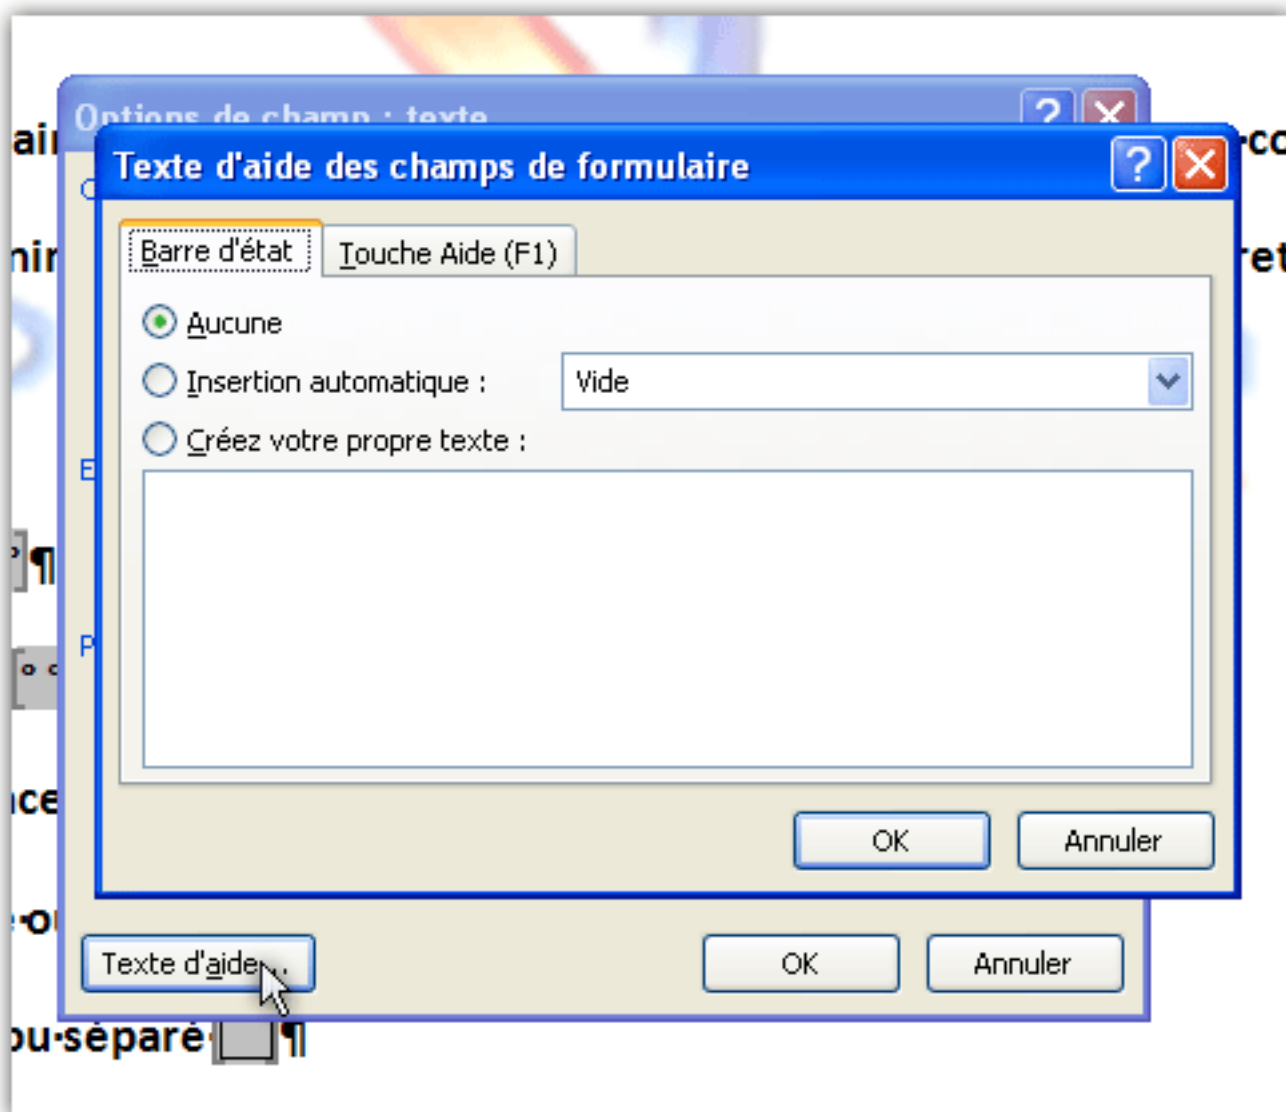 Options de champ : texte
Texte d'aide des champs de formulaire
Barre d'état
Touche Aide (F1)
Aucune
Insertion automatique :
Vide
Créez votre propre texte :
OK
Annuler
Texte d'aide...
OK
Annuler
ou·séparé·¶